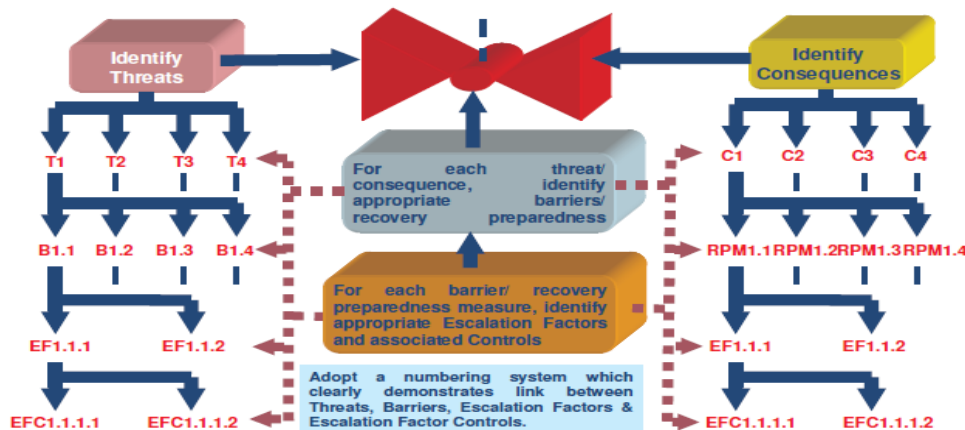 Identify
Threats
Identify
Consequences
T1 T2 T3 T4
C1 C2 C3 C4
For each threat/
consequence, identify
appropriate barriers/
recovery preparedness
B1.1 B1.2 B1.3 B1.4
RPM1.1 RPM1.2 RPM1.3 RPM1.4
For each barrier/ recovery
preparedness measure, identify
appropriate Escalation Factors
and associated Controls
EF1.1.1 EF1.1.2
EF1.1.1 EF1.1.2
Adopt a numbering system which
clearly demonstrates link between
Threats, Barriers, Escalation Factors &
Escalation Factor Controls.
EFC1.1.1.1 EFC1.1.1.2
EFC1.1.1.1 EFC1.1.1.2